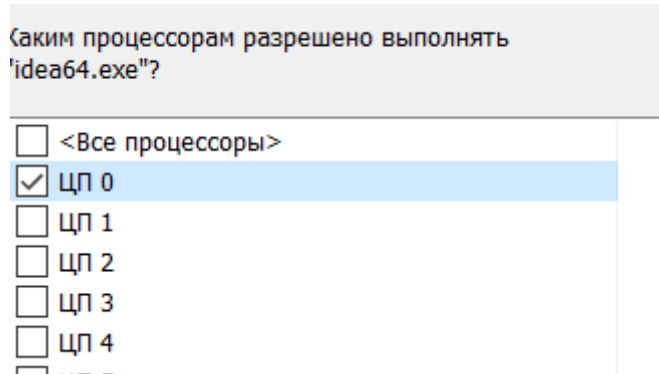 Каким процессорам разрешено выполнять
"idea64.exe"?
<Все процессоры>
ЦП 0
ЦП 1
ЦП 2
ЦП 3
ЦП 4